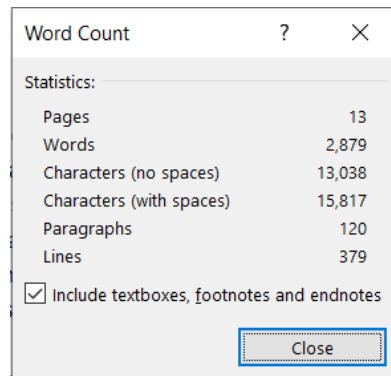 Word Count ? ×
Statistics:
Pages 13
Words 2,879
Characters (no spaces) 13,038
Characters (with spaces) 15,817
Paragraphs 120
Lines 379
Include textboxes, footnotes and endnotes
Close